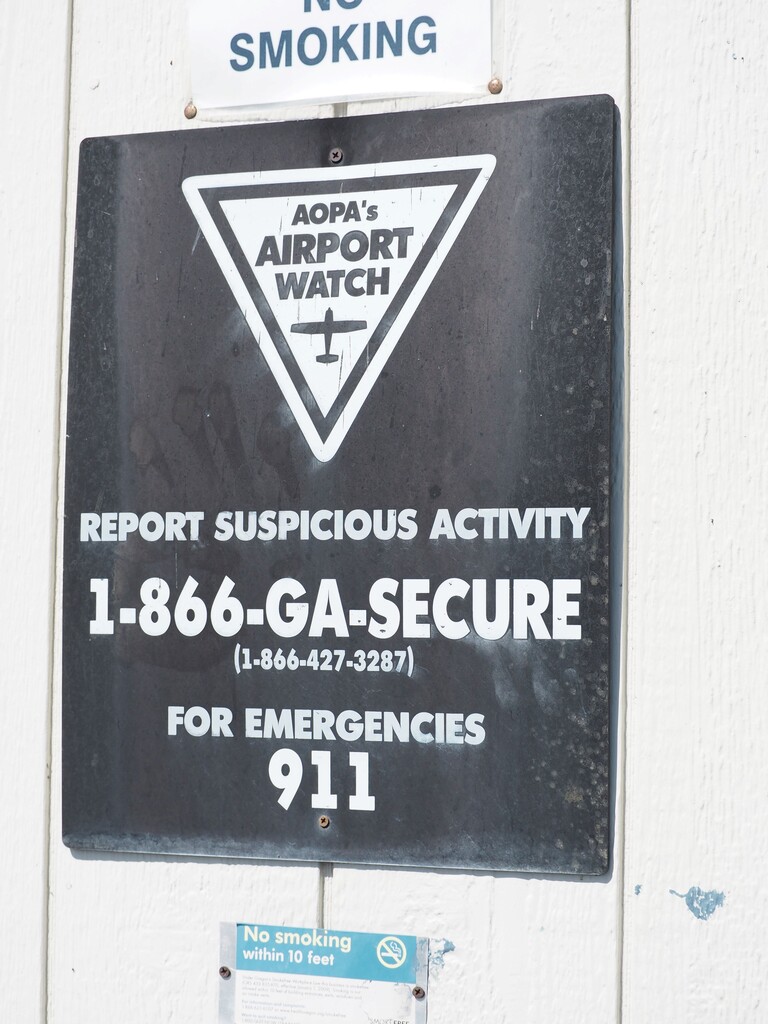 NO
SMOKING
AOPA's
AIRPORT
WATCH
REPORT SUSPICIOUS ACTIVITY
1-866-GA-SECURE
(1-866-427-3287)
FOR EMERGENCIES
911
No smoking
within 10 feet